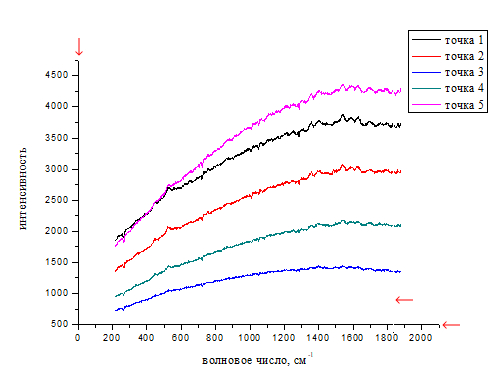 точка 1
точка 2
точка 3
точка 4
точка 5
4500
4000
3500
3000
2500
2000
1500
1000
500
интенсивность
0 200 400 600 800 1000 1200 1400 1600 1800 2000
волновое число, см⁻¹